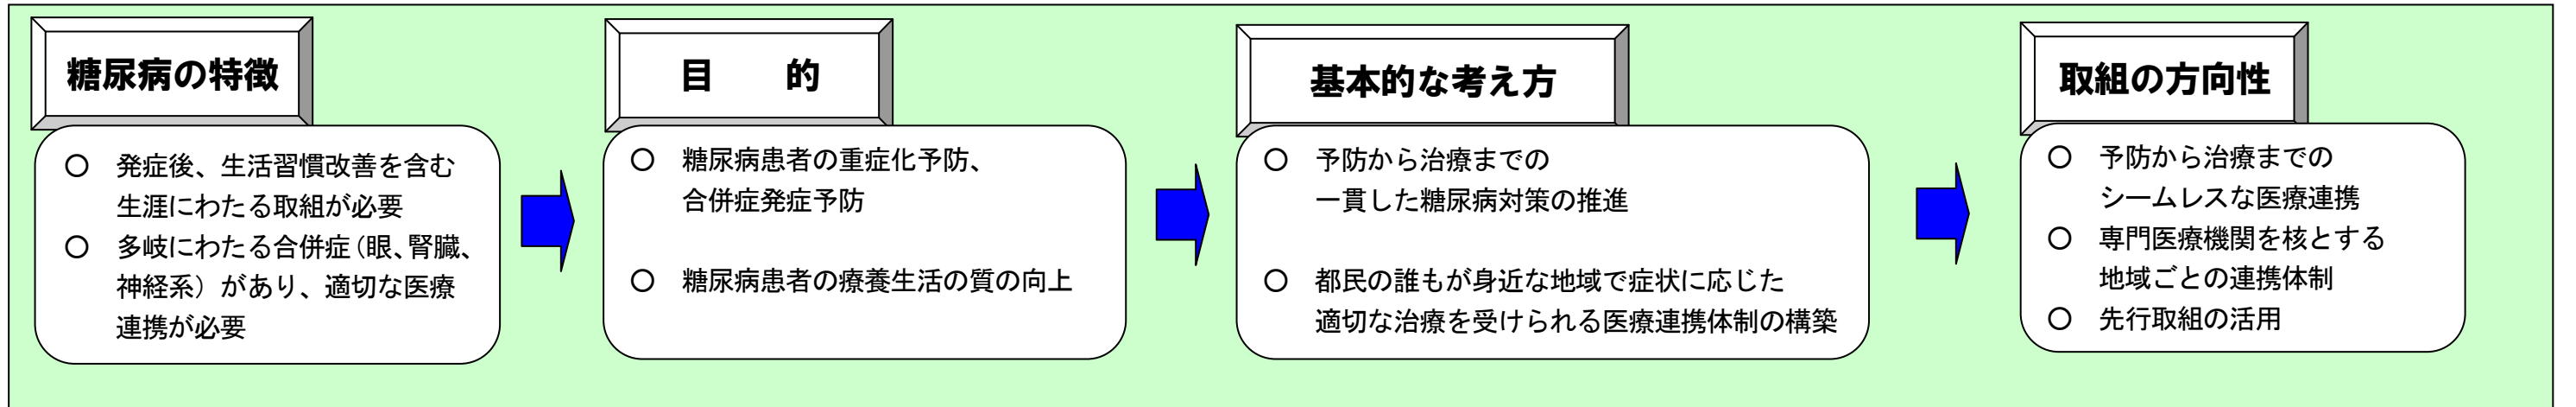 糖尿病の特徴
○ 発症後、生活習慣改善を含む
生涯にわたる取組が必要
○ 多岐にわたる合併症(眼、腎臓、
神経系)があり、適切な医療
連携が必要
目 的
○ 糖尿病患者の重症化予防、
合併症発症予防
○ 糖尿病患者の療養生活の質の向上
基本的な考え方
○ 予防から治療までの
一貫した糖尿病対策の推進
○ 都民の誰もが身近な地域で症状に応じた
適切な治療を受けられる医療連携体制の構築
取組の方向性
○ 予防から治療までの
シームレスな医療連携
○ 専門医療機関を核とする
地域ごとの連携体制
○ 先行取組の活用